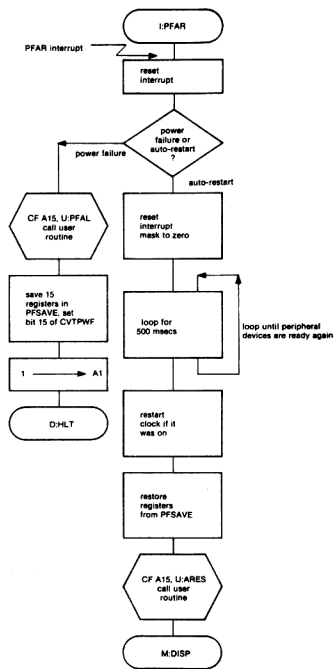 I:PFAR
PFAR interrupt
reset
interrupt
power
failure or
auto-restart
?
power failure
auto-restart
CF A15, U:PFAL
call user
routine
reset
interrupt
mask to zero
save 15
registers
in
PFSAVE, set
bit 15 of CVTPWF
loop for
500 msecs
loop until peripheral
devices are ready again
1 → A1
D:HLT
restart
clock if it
was on
restore
registers
from PFSAVE
CF A15, U:ARES
call user
routine
M:DISP